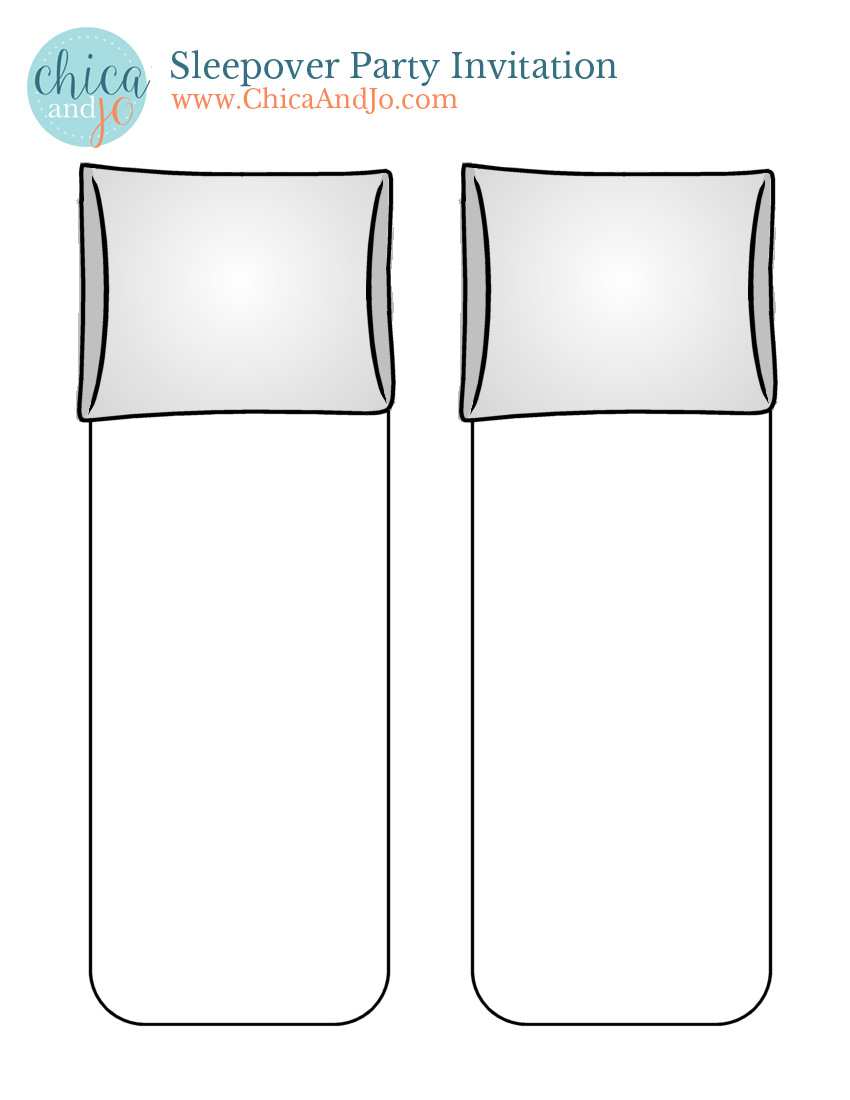 chica
and JO
Sleepover Party Invitation
www.ChicaAndJo.com